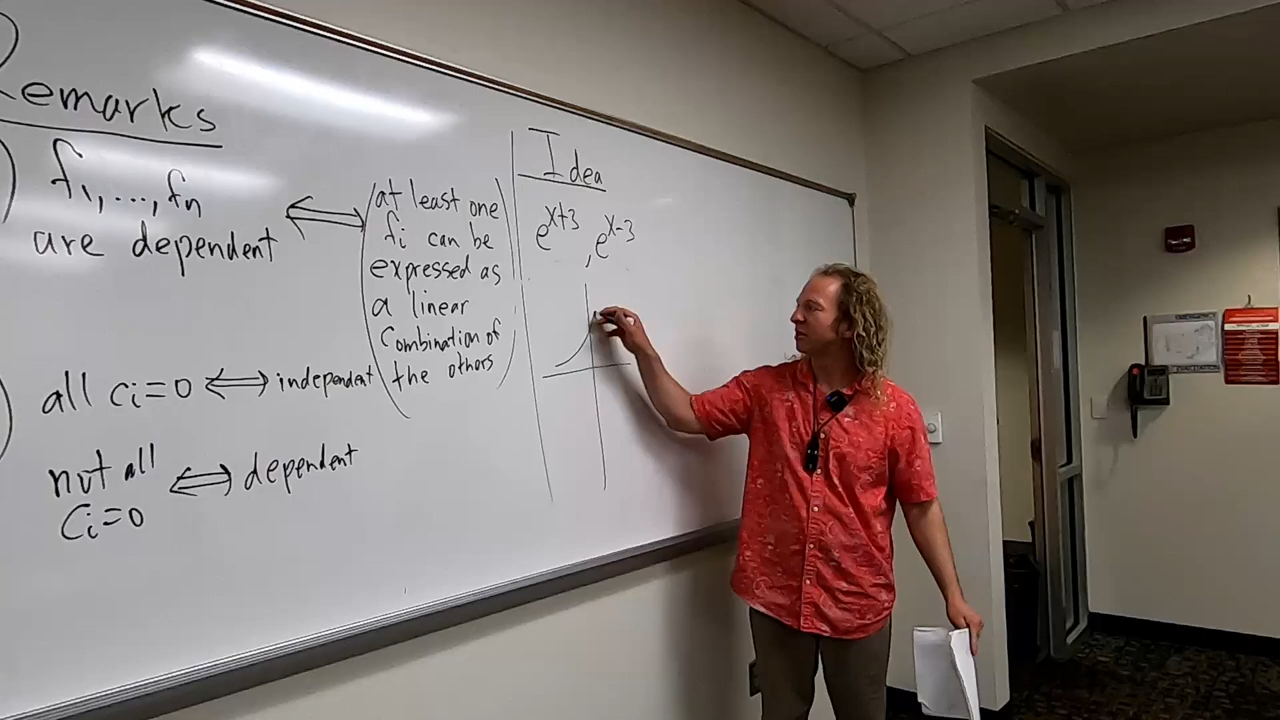 Remarks
f1,...,fn
are dependent
⟺
at least one
fi can be
expressed as
a linear
combination of
the others
all ci=0 ⟺ independent
not all
ci=0
⟺ dependent
Idea
e^x+3, e^x-3